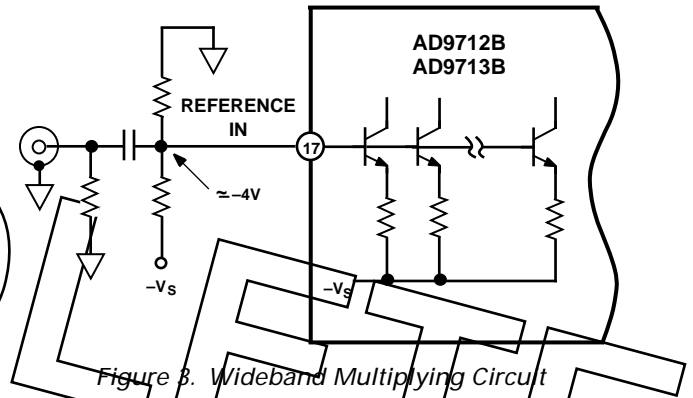 AD9712B
AD9713B
REFERENCE
IN
17
≃–4V
–VS
–VS
Figure 3. Wideband Multiplying Circuit